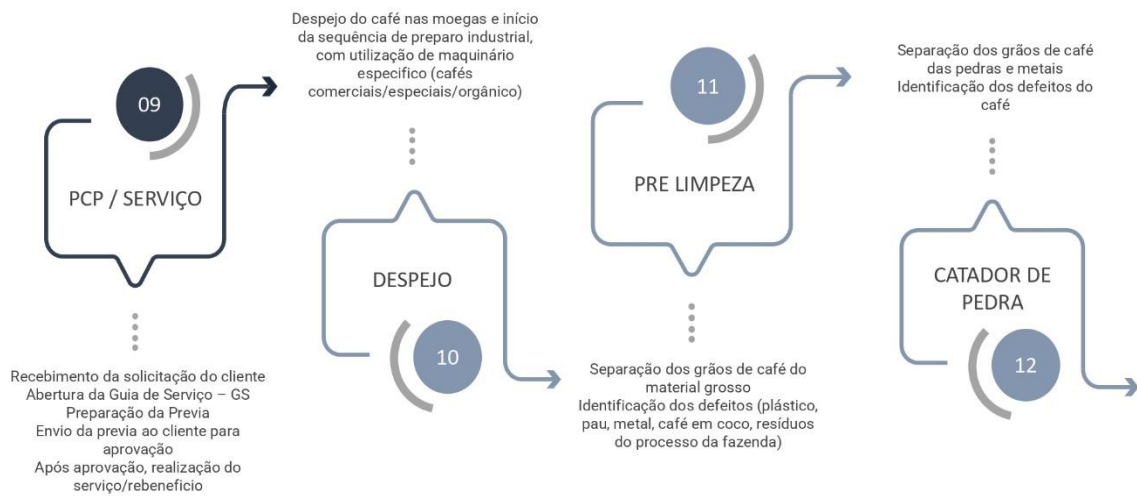 09
PCP / SERVIÇO
Recebimento da solicitação do cliente
Abertura da Guia de Serviço – GS
Preparação da Previa
Envio da previa ao cliente para
aprovação
Após aprovação, realização do
serviço/rebeneficio
Despejo do café nas moegas e início
da sequência de preparo industrial,
com utilização de maquinário
especifico (cafés
comerciais/especiais/orgânico)
DESPEJO
10
11
PRE LIMPEZA
Separação dos grãos de café do
material grosso
Identificação dos defeitos (plástico,
pau, metal, café em coco, resíduos
do processo da fazenda)
Separação dos grãos de café
das pedras e metais
Identificação dos defeitos do
café
CATADOR DE
PEDRA
12